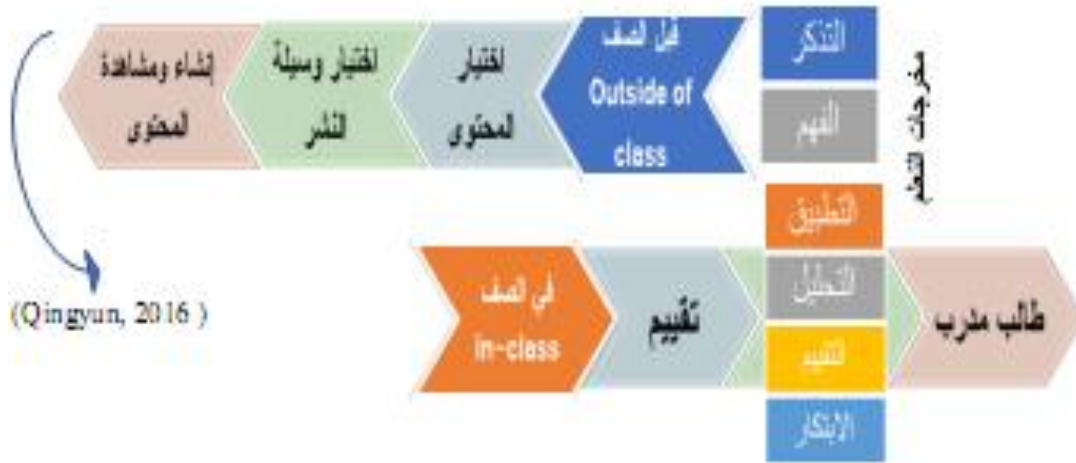 قبل الصف
Outside of
class
اختيار
المحتوى
اختيار وسيلة
النشر
إنشاء ومشاهدة
المحتوى
التذكر
الفهم
التطبيق
التحليل
التقييم
الابتكار
مخرجات التعلم
في الصف
in-class
تقييم
طالب مدرب
(Qingyun, 2016 )